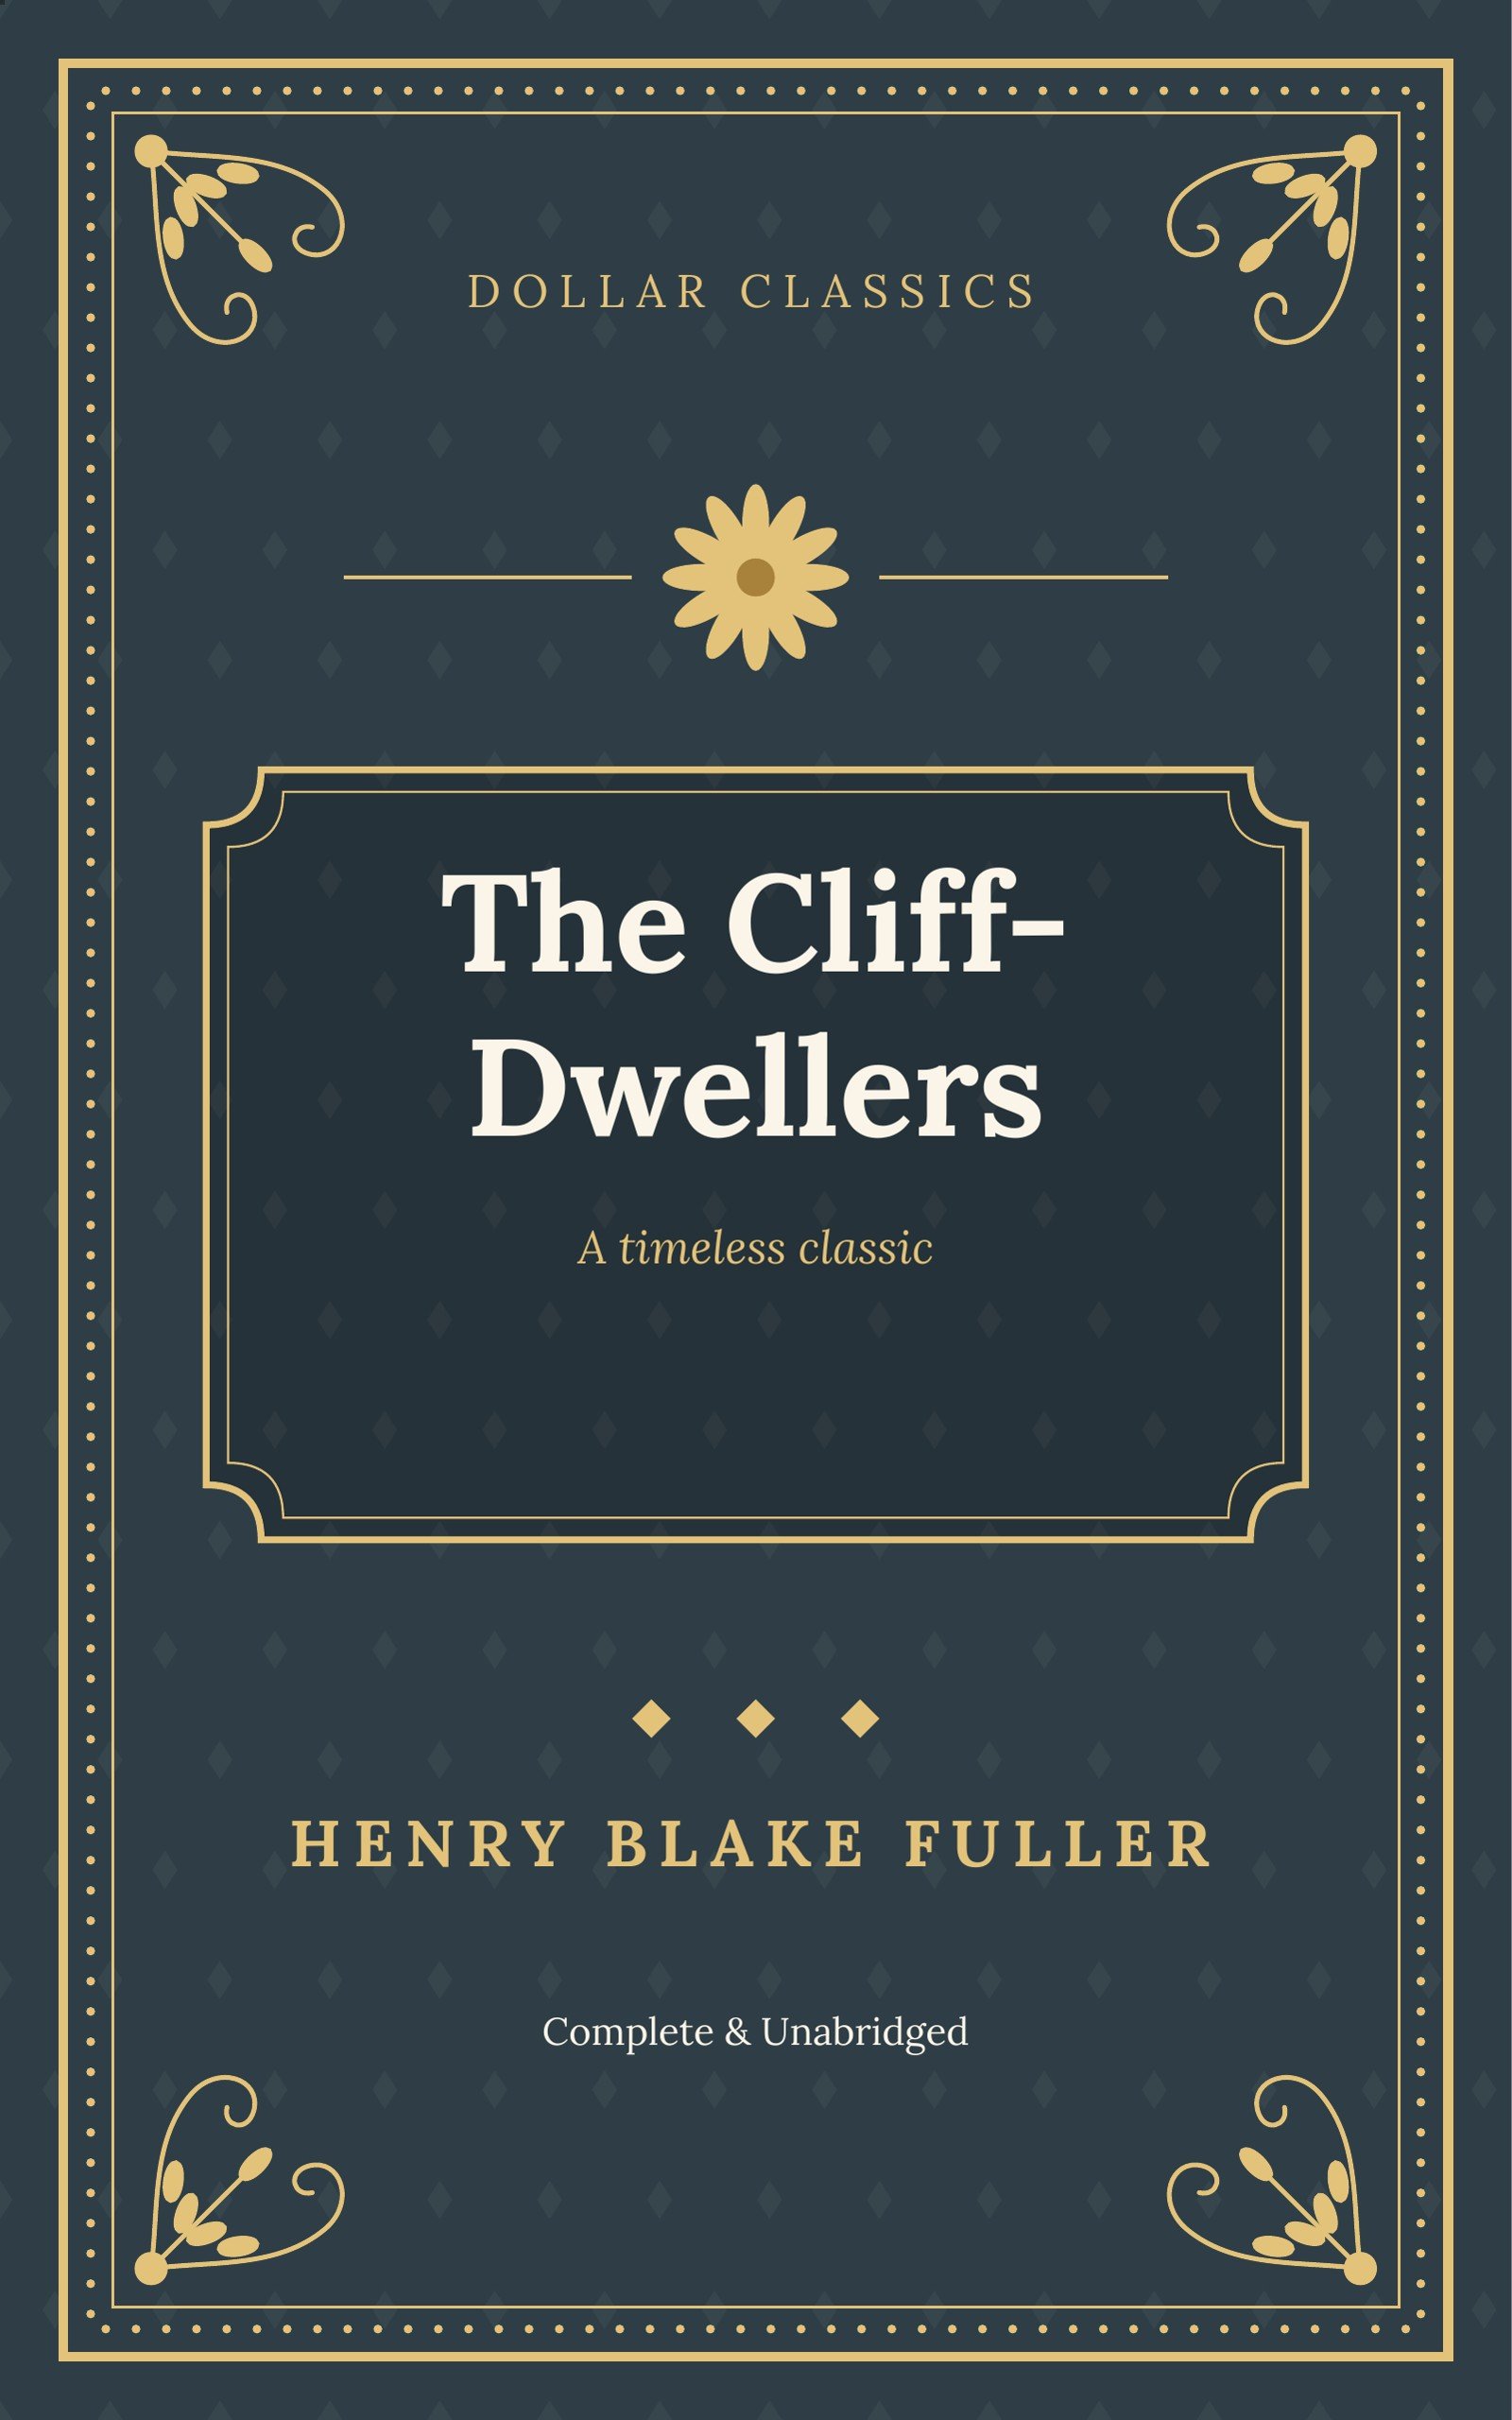 DOLLAR CLASSICS
The Cliff-
Dwellers
A timeless classic
HENRY BLAKE FULLER
Complete & Unabridged